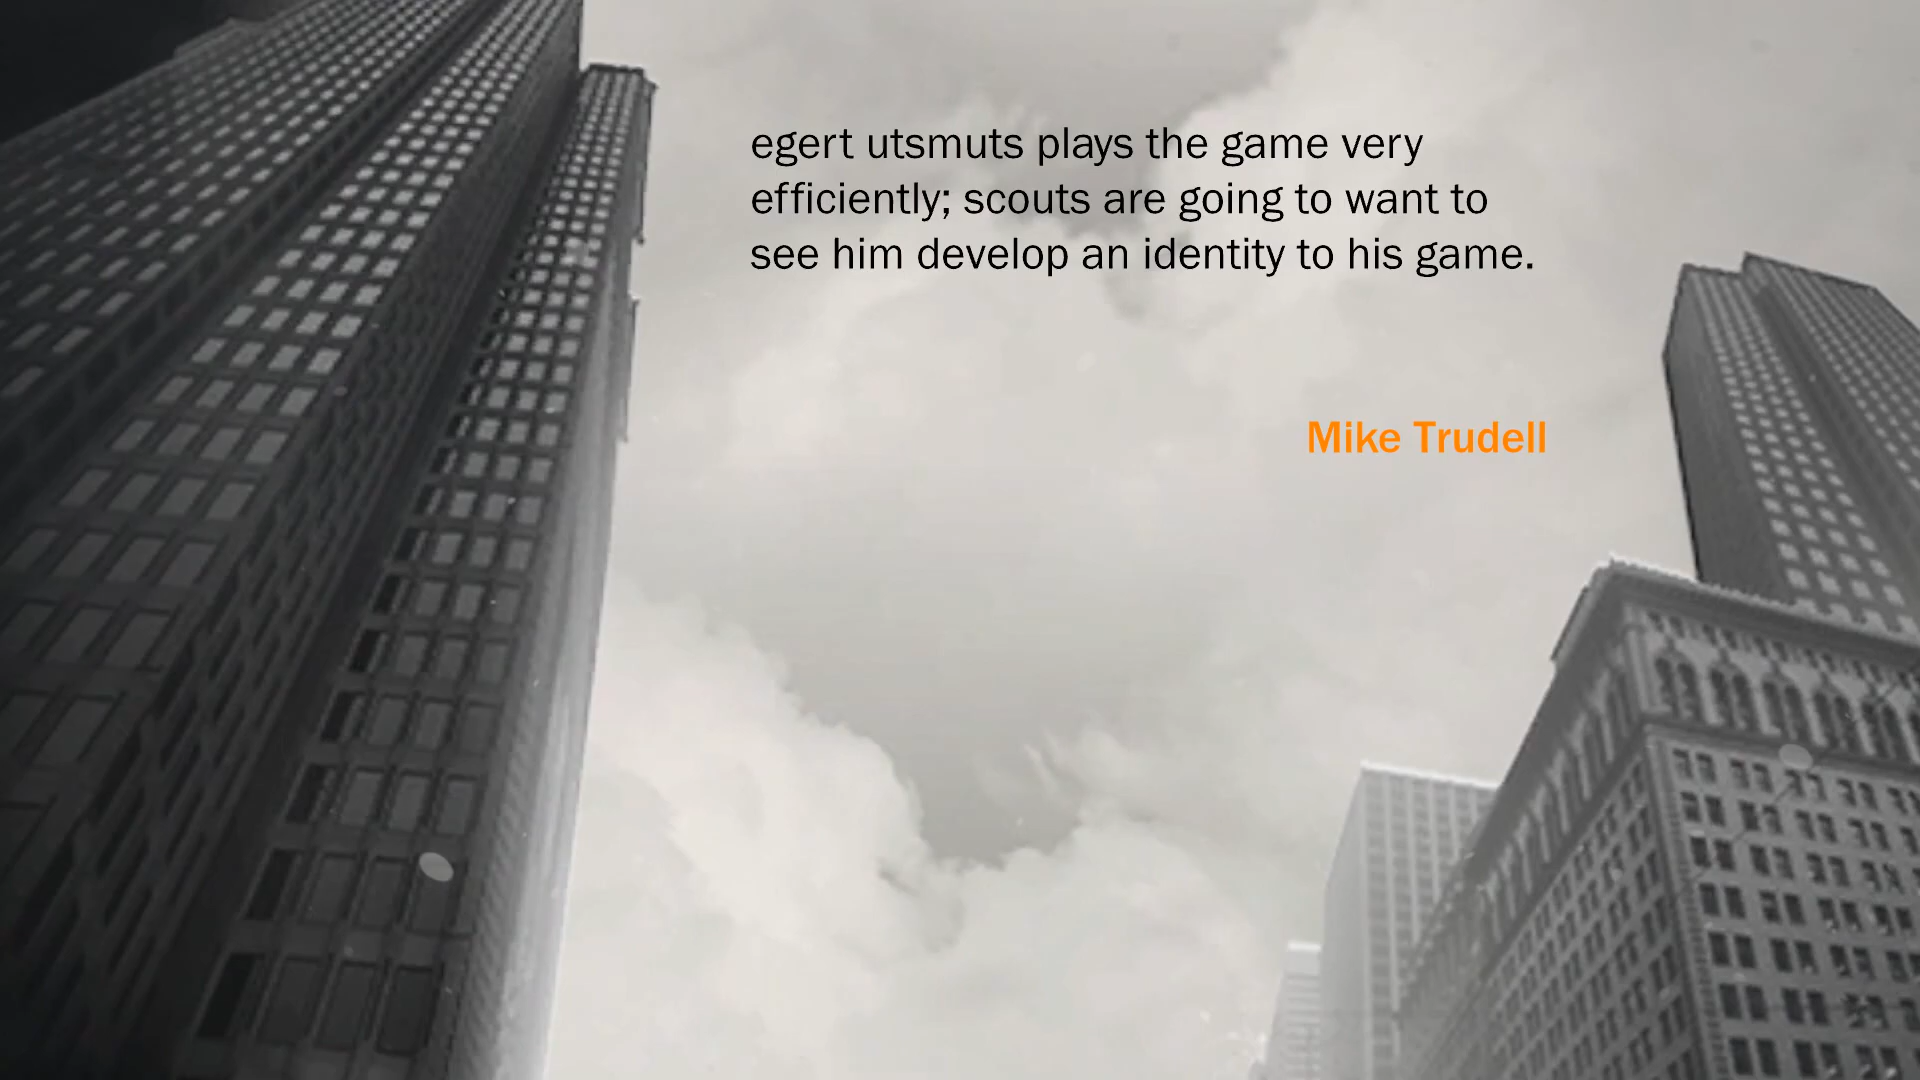 egert utsmuts plays the game very
efficiently; scouts are going to want to
see him develop an identity to his game.
Mike Trudell